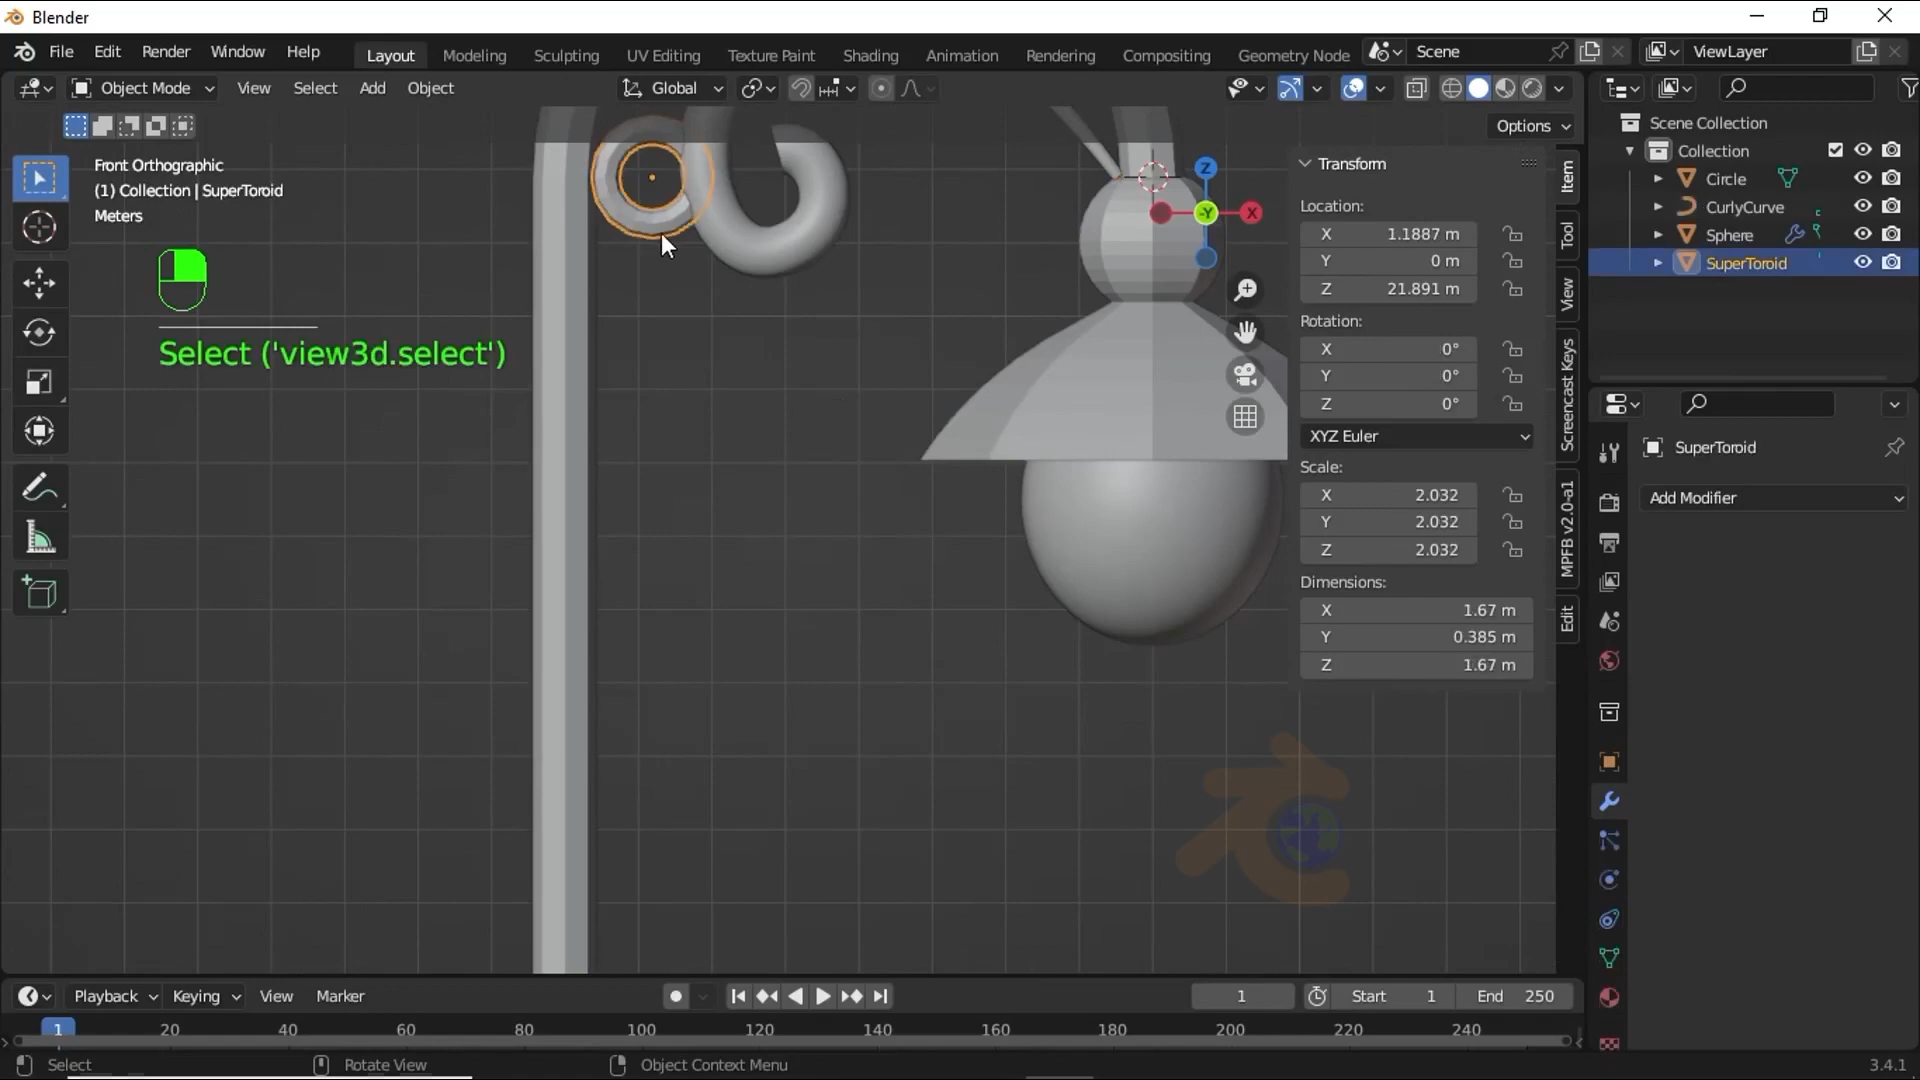 Blender
File Edit Render Window Help Layout Modeling Sculpting UV Editing Texture Paint Shading Animation Rendering Compositing Geometry Node Scene ViewLayer
Object Mode View Select Add Object Global
Options
Front Orthographic
(1) Collection | SuperToroid
Meters
Select ('view3d.select')
Z
-Y
X
Transform
Location:
X 1.1887 m
Y 0 m
Z 21.891 m
Rotation:
X 0°
Y 0°
Z 0°
XYZ Euler
Scale:
X 2.032
Y 2.032
Z 2.032
Dimensions:
X 1.67 m
Y 0.385 m
Z 1.67 m
Item
Tool
View
Screencast Keys
MPFB v2.0-a1
Edit
Scene Collection
Collection
Circle
CurlyCurve
Sphere
SuperToroid
SuperToroid
Add Modifier
Playback Keying View Marker 1 Start 1 End 250
1 20 40 60 80 100 120 140 160 180 200 220 240
Select Rotate View Object Context Menu 3.4.1